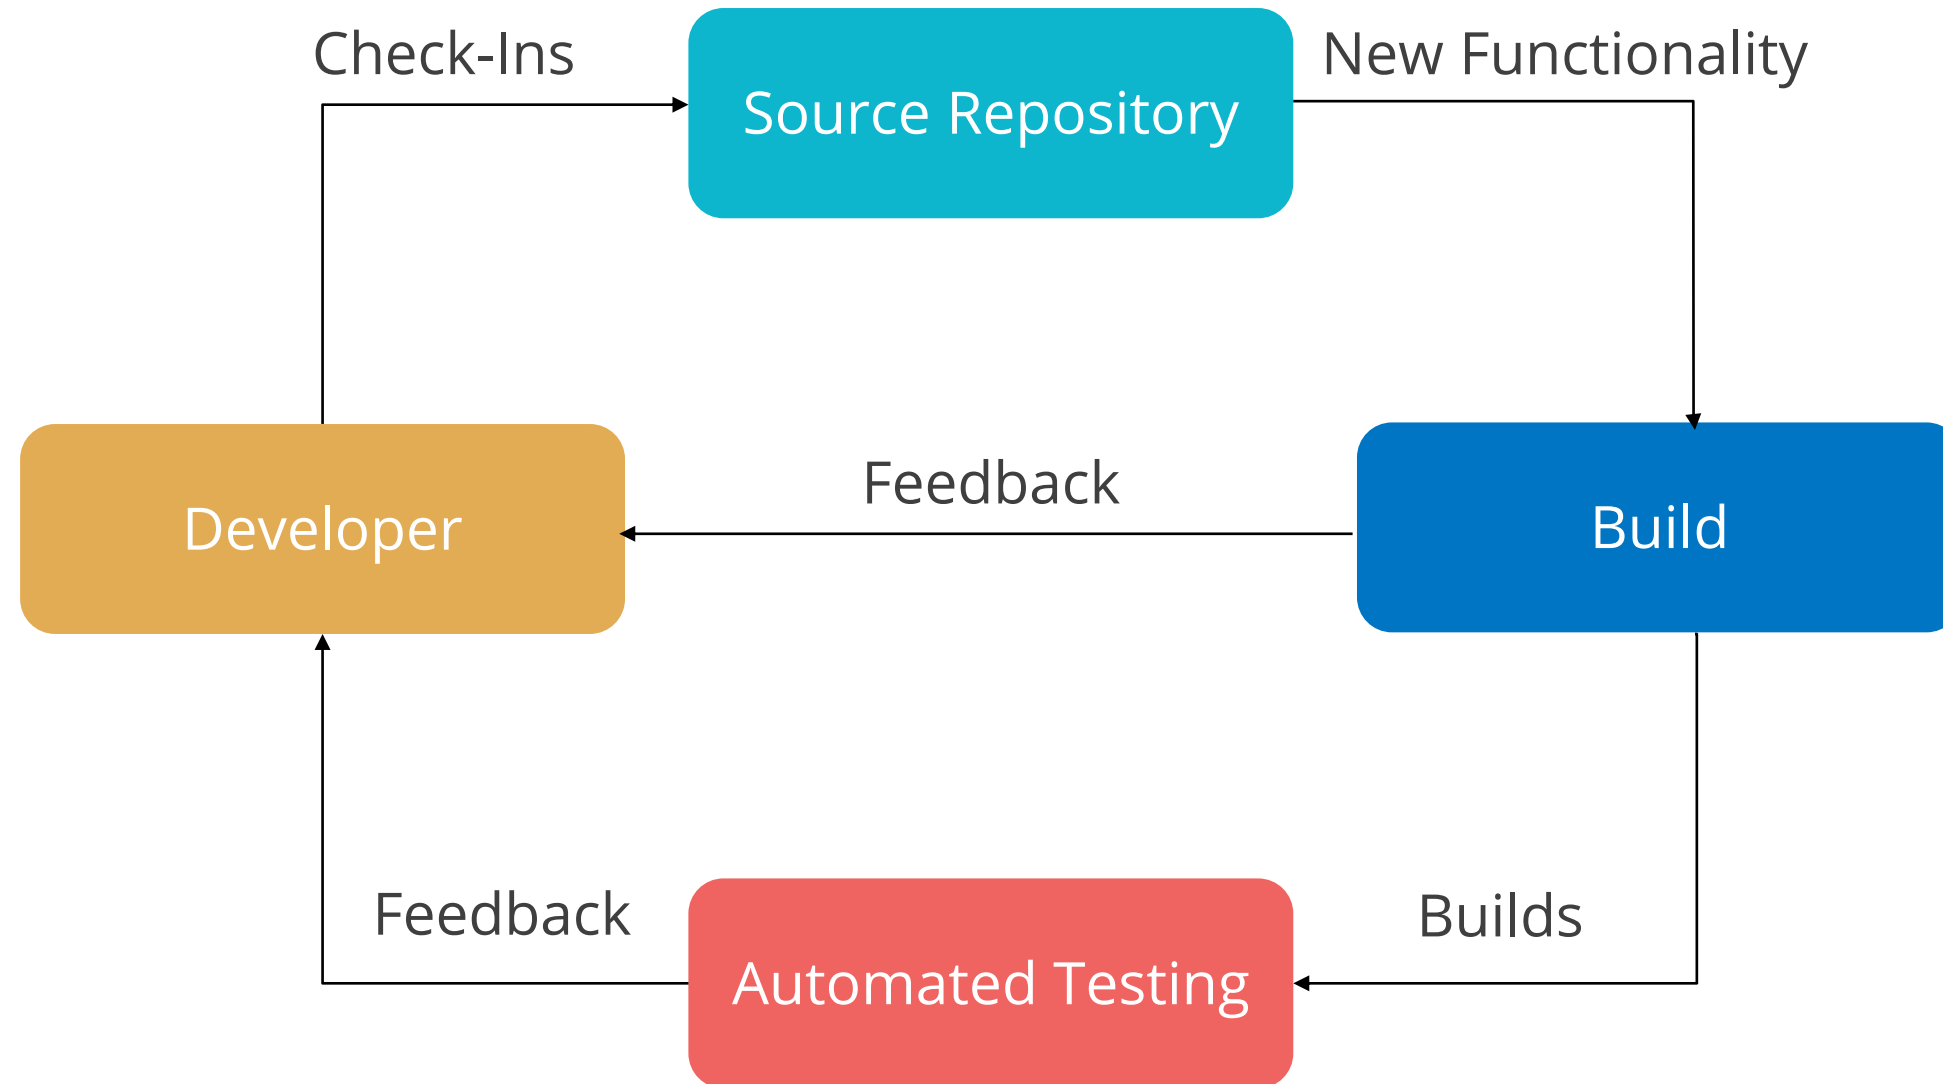 Check-Ins
New Functionality
Source Repository
Feedback
Developer
Build
Feedback
Builds
Automated Testing